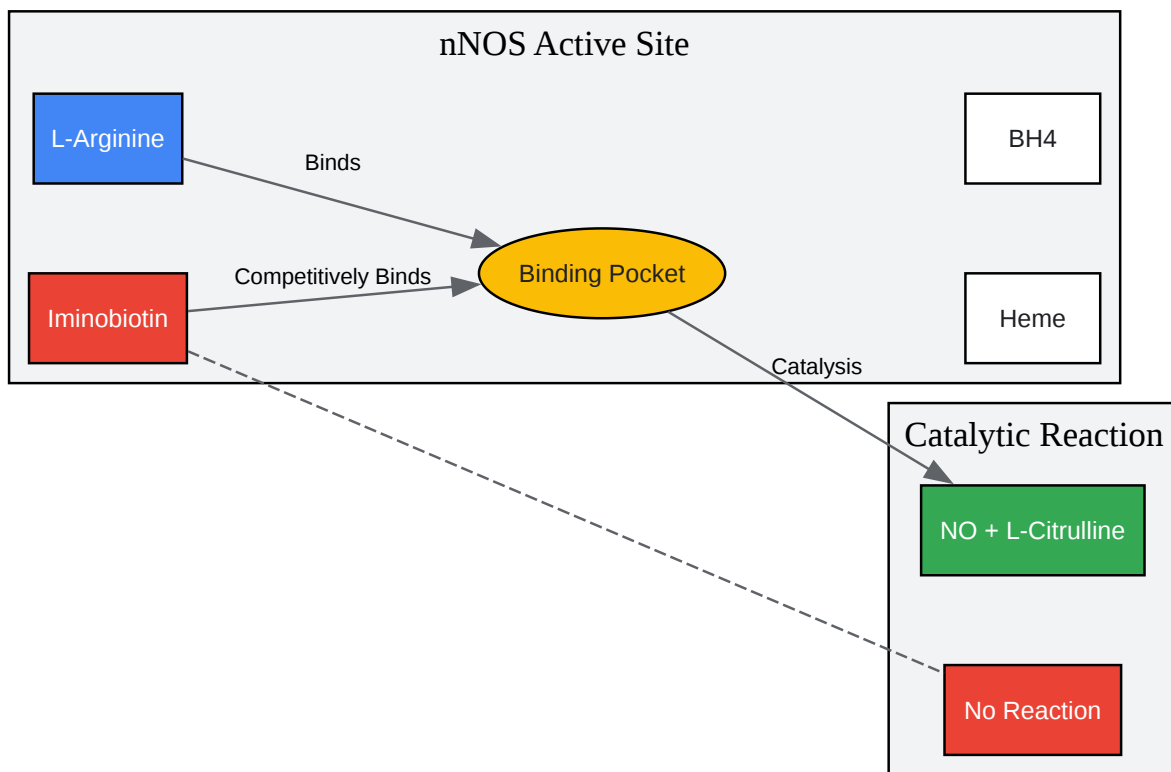 nNOS Active Site
L-Arginine
Binds
BH4
Iminobiotin
Competitively Binds
Binding Pocket
Heme
Catalysis
Catalytic Reaction
NO + L-Citrulline
No Reaction